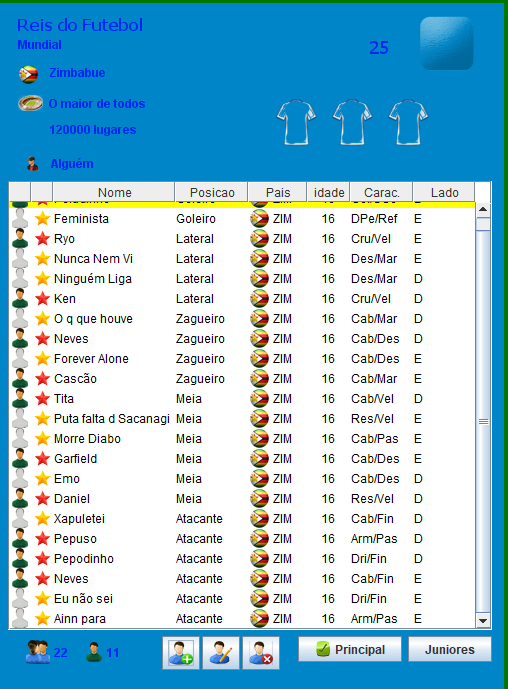 Reis do Futebol
Mundial
25
Zimbabue
O maior de todos
120000 lugares
Alguém
Nome Posicao Pais idade Carac. Lado
Feminista Goleiro ZIM 16 DPe/Ref E
Ryo Lateral ZIM 16 Cru/Vel E
Nunca Nem Vi Lateral ZIM 16 Des/Mar E
Ninguém Liga Lateral ZIM 16 Des/Mar D
Ken Lateral ZIM 16 Cru/Vel D
O q que houve Zagueiro ZIM 16 Cab/Mar D
Neves Zagueiro ZIM 16 Cab/Des D
Forever Alone Zagueiro ZIM 16 Cab/Des E
Cascão Zagueiro ZIM 16 Cab/Mar E
Tita Meia ZIM 16 Cab/Vel D
Puta falta d Sacanagi Meia ZIM 16 Res/Vel E
Morre Diabo Meia ZIM 16 Cab/Pas E
Garfield Meia ZIM 16 Cab/Des E
Emo Meia ZIM 16 Cab/Des D
Daniel Meia ZIM 16 Res/Vel D
Xapuletei Atacante ZIM 16 Cab/Fin D
Pepuso Atacante ZIM 16 Arm/Pas D
Pepodinho Atacante ZIM 16 Dri/Fin D
Neves Atacante ZIM 16 Cab/Fin E
Eu não sei Atacante ZIM 16 Dri/Fin E
Ainn para Atacante ZIM 16 Arm/Pas E
22 11 Principal Juniores